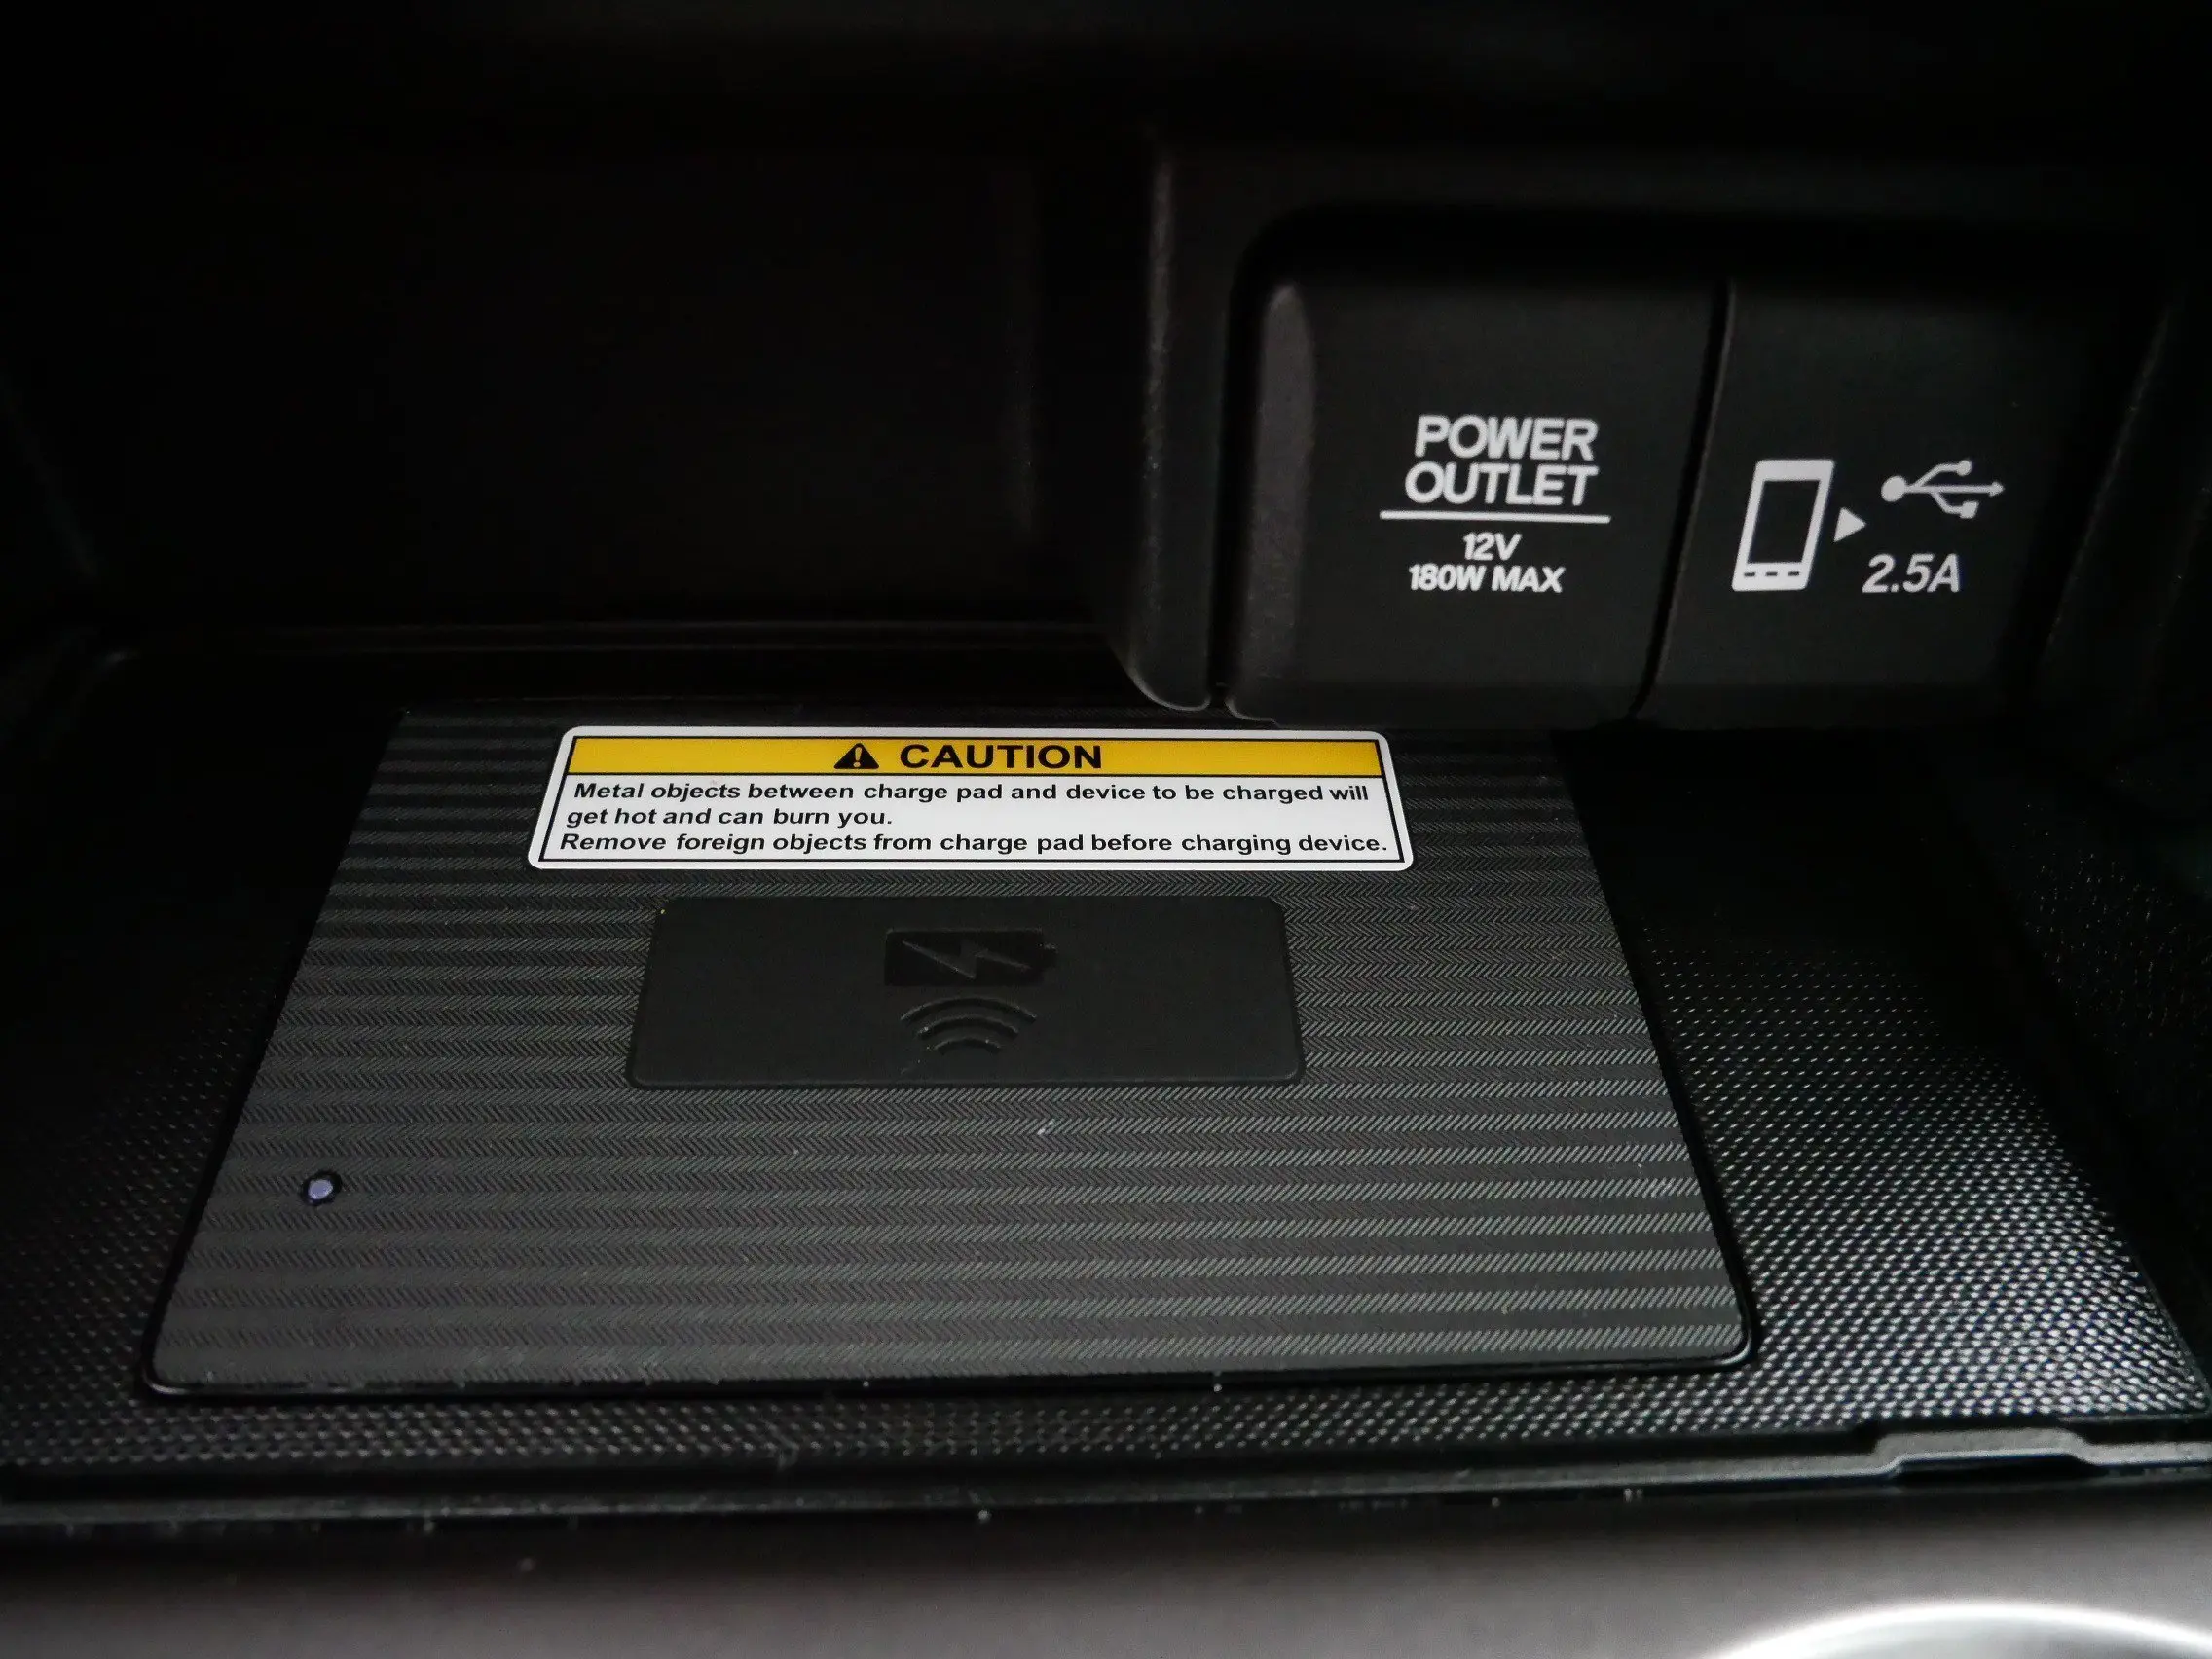 POWER
OUTLET
12V
180W MAX
2.5A
CAUTION
Metal objects between charge pad and device to be charged will
get hot and can burn you.
Remove foreign objects from charge pad before charging device.